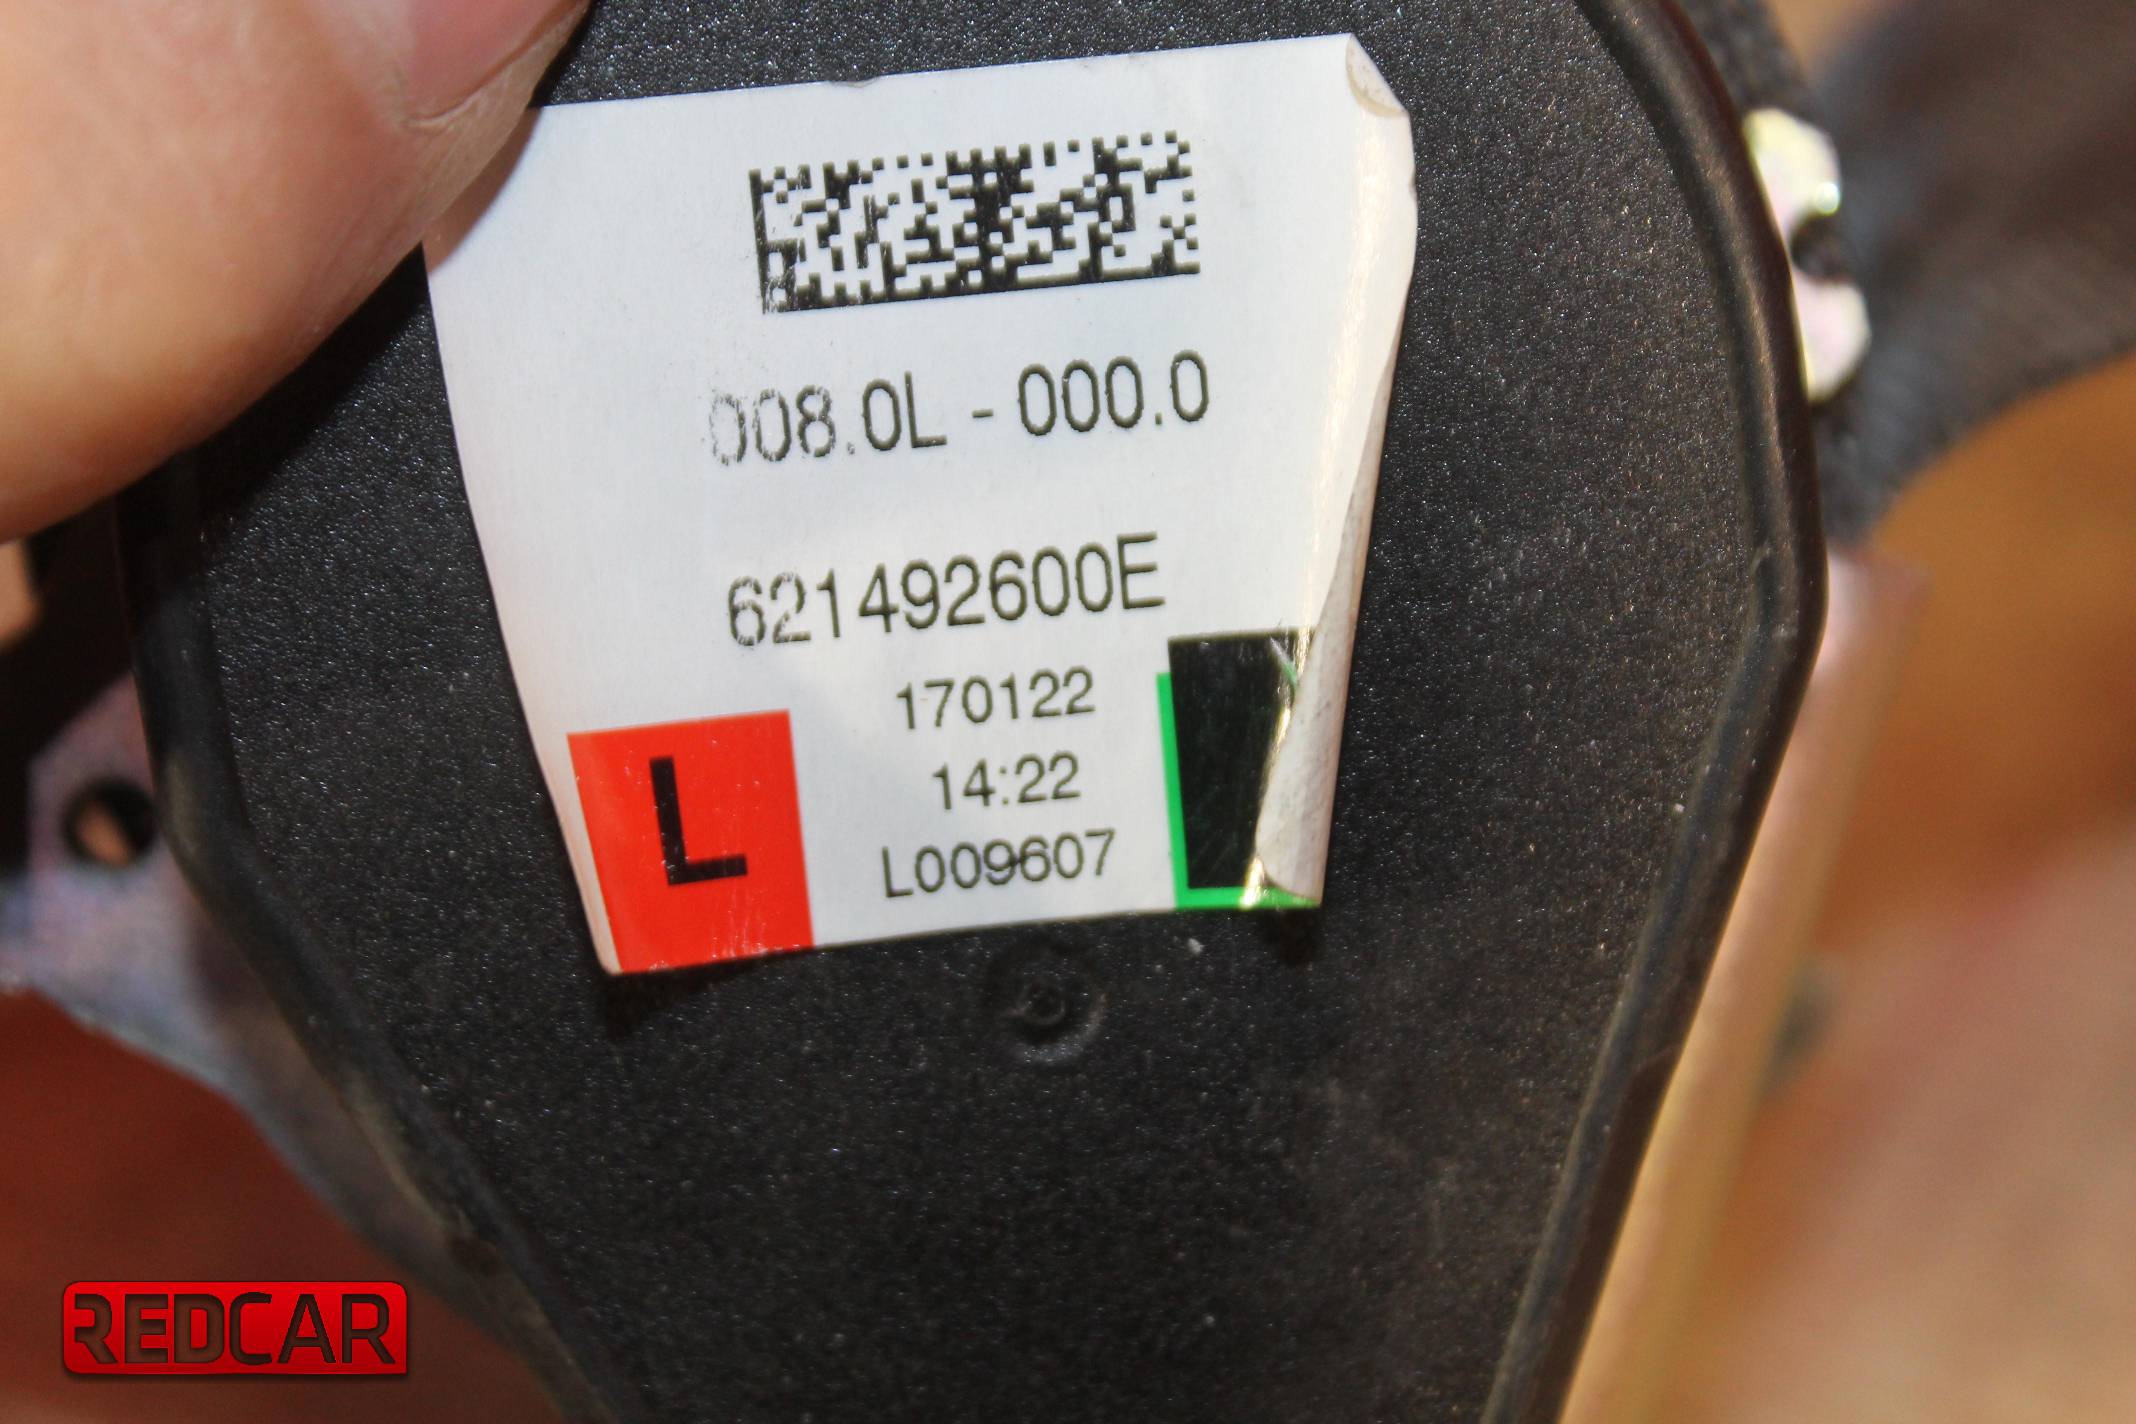 008.0L - 000.0
621492600E
170122
14:22
L009607
L
REDCAR